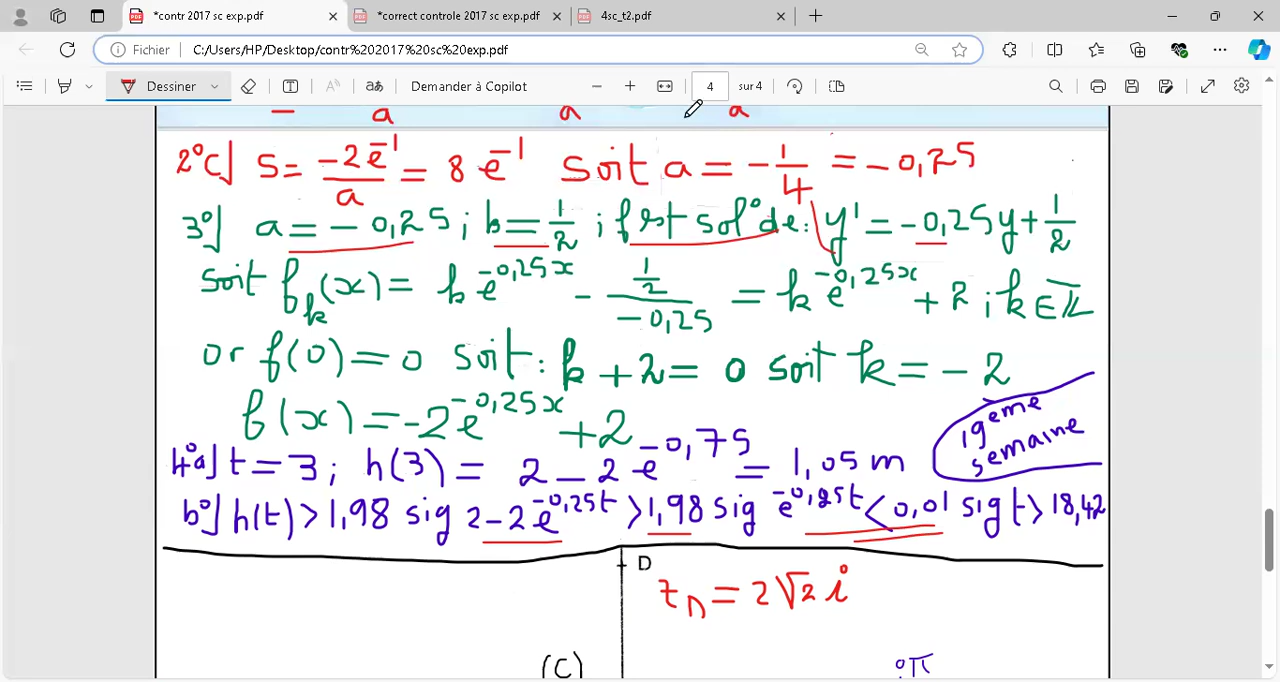 *contr 2017 sc exp.pdf
*correct controle 2017 sc exp.pdf
4sc_t2.pdf
Fichier C:/Users/HP/Desktop/contr%202017%20sc%20exp.pdf
Dessiner
Demander à Copilot
4 sur 4
- a a a
2°C] S = -2e^-1/a = 8e^-1 Soit a = -1/4 = -0,25
3°] a = -0,25 ; b = 1/2 ; f est sol° de: y' = -0,25y + 1/2
soit f_k(x) = k e^-0,25x - (1/2)/(-0,25) = k e^-0,25x + 2 ; k ∈ IR
or f(0) = 0 soit: k + 2 = 0 soit k = -2
f(x) = -2e^-0,25x + 2
19ème
semaine
4°a] t = 3 ; h(3) = 2 - 2e^-0,75 = 1,05 m
b°] h(t) > 1,98 sig 2-2e^-0,25t > 1,98 sig e^-0,25t < 0,01 sig t > 18,42
D
z_D = 2√2 i
(C)
iπ